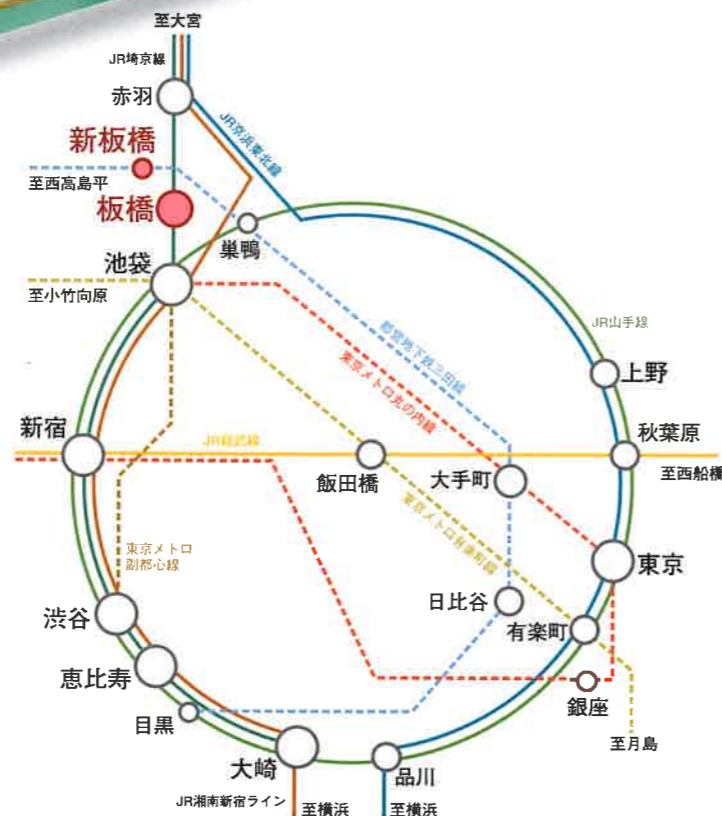 至大宮
JR埼京線
赤羽
JR京浜東北線
新板橋
至西高島平
板橋
巣鴨
池袋
至小竹向原
JR山手線
都営地下鉄三田線
東京メトロ丸の内線
上野
新宿
JR総武線
秋葉原
飯田橋
大手町
至西船橋
東京メトロ有楽町線
東京メトロ
副都心線
東京
日比谷
渋谷
有楽町
恵比寿
銀座
目黒
至月島
大崎
品川
JR湘南新宿ライン
至横浜
至横浜